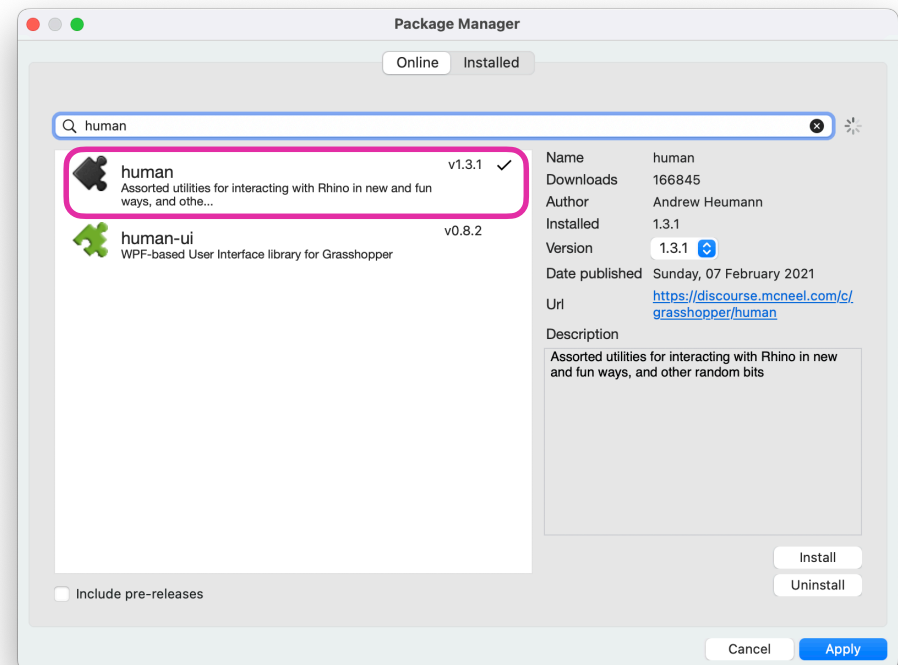 Package Manager
Online Installed
human
human v1.3.1
Assorted utilities for interacting with Rhino in new and fun
ways, and othe...
human-ui v0.8.2
WPF-based User Interface library for Grasshopper
Name human
Downloads 166845
Author Andrew Heumann
Installed 1.3.1
Version 1.3.1
Date published Sunday, 07 February 2021
Url https://discourse.mcneel.com/c/
grasshopper/human
Description
Assorted utilities for interacting with Rhino in new
and fun ways, and other random bits
Install
Uninstall
Include pre-releases
Cancel Apply